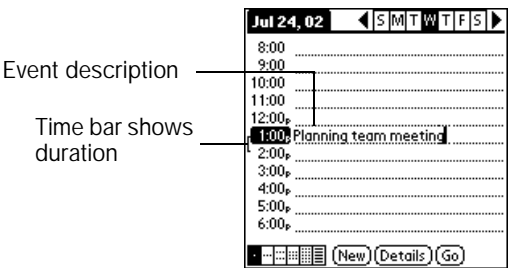 Jul 24, 02 S M T W T F S
8:00
9:00
Event description
10:00
11:00
12:00p
1:00p Planning team meeting
Time bar shows
duration
2:00p
3:00p
4:00p
5:00p
6:00p
New Details Go